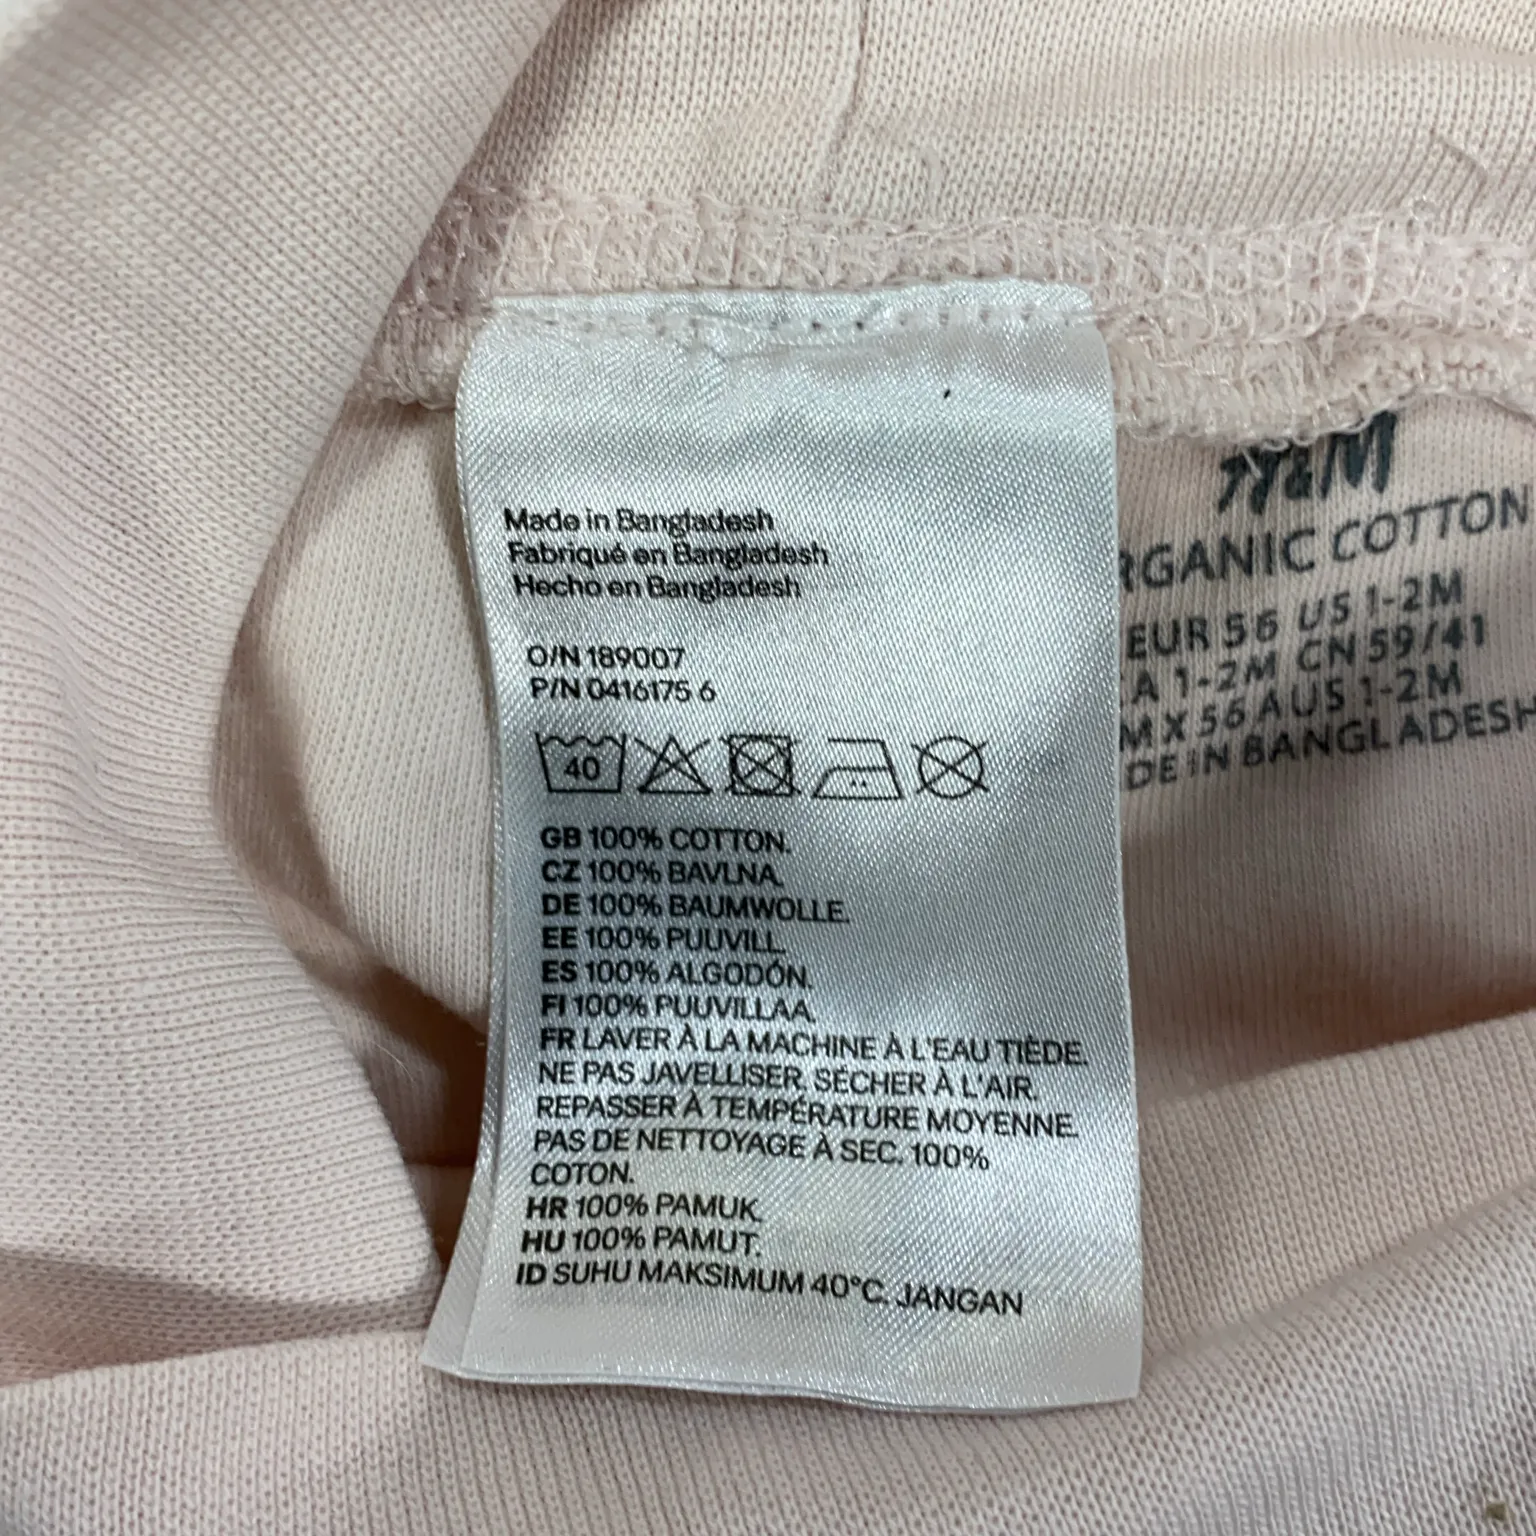 Made in Bangladesh
Fabriqué en Bangladesh
Hecho en Bangladesh
O/N 189007
P/N 0416175 6
40
GB 100% COTTON.
CZ 100% BAVLNA.
DE 100% BAUMWOLLE.
EE 100% PUUVILL.
ES 100% ALGODÓN.
FI 100% PUUVILLAA.
FR LAVER À LA MACHINE À L'EAU TIÈDE.
NE PAS JAVELLISER. SÉCHER À L'AIR.
REPASSER À TEMPÉRATURE MOYENNE.
PAS DE NETTOYAGE À SEC. 100%
COTON.
HR 100% PAMUK.
HU 100% PAMUT.
ID SUHU MAKSIMUM 40°C. JANGAN
H&M
RGANIC COTTON
EUR 56 US 1-2M
A 1-2M CN 59/41
MX 56 AUS 1-2M
DE IN BANGLADESH